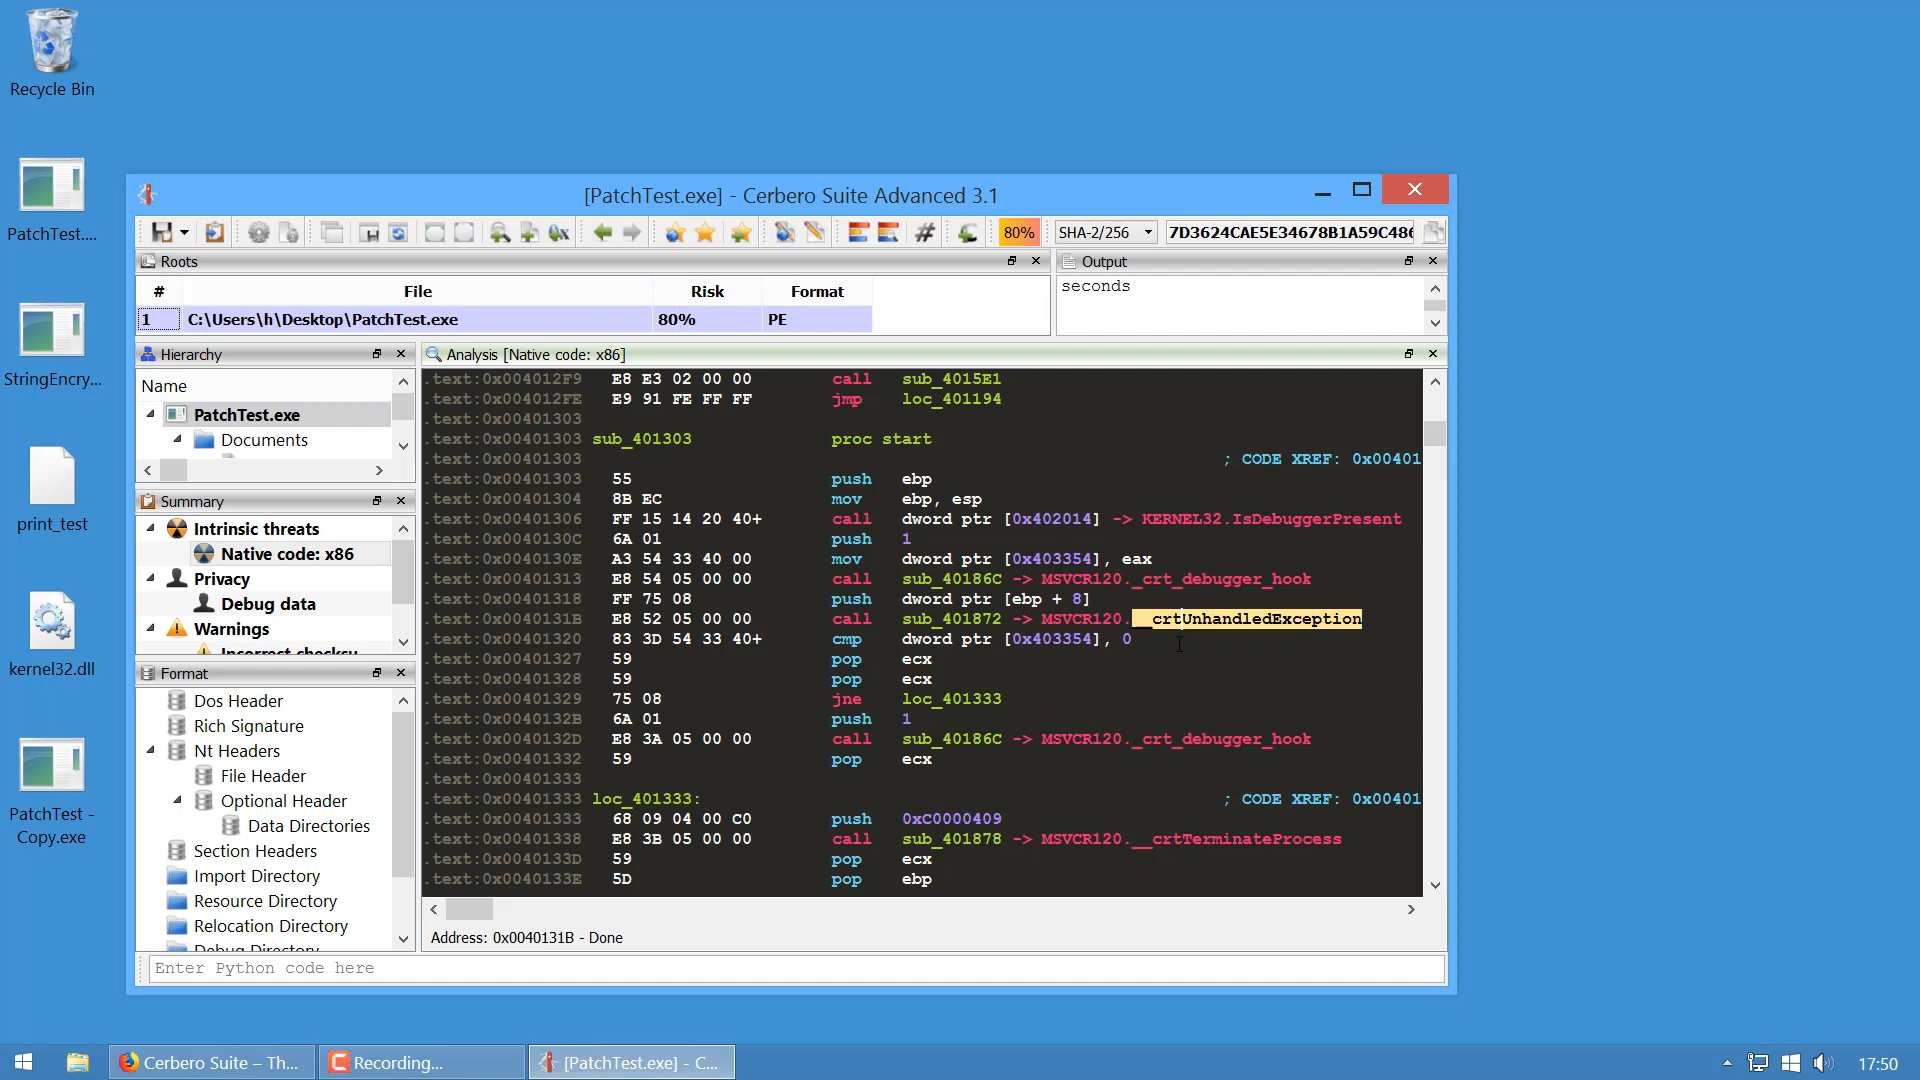 Recycle Bin
PatchTest....
StringEncry...
print_test
kernel32.dll
PatchTest -
Copy.exe
[PatchTest.exe] - Cerbero Suite Advanced 3.1
80% SHA-2/256 7D3624CAE5E34678B1A59C486
Roots
# File Risk Format
1 C:\Users\h\Desktop\PatchTest.exe 80% PE
Output
seconds
Hierarchy
Name
PatchTest.exe
Documents
Summary
Intrinsic threats
Native code: x86
Privacy
Debug data
Warnings
Incorrect checksu
Format
Dos Header
Rich Signature
Nt Headers
File Header
Optional Header
Data Directories
Section Headers
Import Directory
Resource Directory
Relocation Directory
Debug Directory
Analysis [Native code: x86]
.text:0x004012F9 E8 E3 02 00 00 call sub_4015E1
.text:0x004012FE E9 91 FE FF FF jmp loc_401194
.text:0x00401303
.text:0x00401303 sub_401303 proc start
.text:0x00401303 ; CODE XREF: 0x00401
.text:0x00401303 55 push ebp
.text:0x00401304 8B EC mov ebp, esp
.text:0x00401306 FF 15 14 20 40+ call dword ptr [0x402014] -> KERNEL32.IsDebuggerPresent
.text:0x0040130C 6A 01 push 1
.text:0x0040130E A3 54 33 40 00 mov dword ptr [0x403354], eax
.text:0x00401313 E8 54 05 00 00 call sub_40186C -> MSVCR120._crt_debugger_hook
.text:0x00401318 FF 75 08 push dword ptr [ebp + 8]
.text:0x0040131B E8 52 05 00 00 call sub_401872 -> MSVCR120.__crtUnhandledException
.text:0x00401320 83 3D 54 33 40+ cmp dword ptr [0x403354], 0
.text:0x00401327 59 pop ecx
.text:0x00401328 59 pop ecx
.text:0x00401329 75 08 jne loc_401333
.text:0x0040132B 6A 01 push 1
.text:0x0040132D E8 3A 05 00 00 call sub_40186C -> MSVCR120._crt_debugger_hook
.text:0x00401332 59 pop ecx
.text:0x00401333
.text:0x00401333 loc_401333: ; CODE XREF: 0x00401
.text:0x00401333 68 09 04 00 C0 push 0xC0000409
.text:0x00401338 E8 3B 05 00 00 call sub_401878 -> MSVCR120.__crtTerminateProcess
.text:0x0040133D 59 pop ecx
.text:0x0040133E 5D pop ebp
Address: 0x0040131B - Done
Enter Python code here
Cerbero Suite – Th...
Recording...
[PatchTest.exe] - C...
17:50